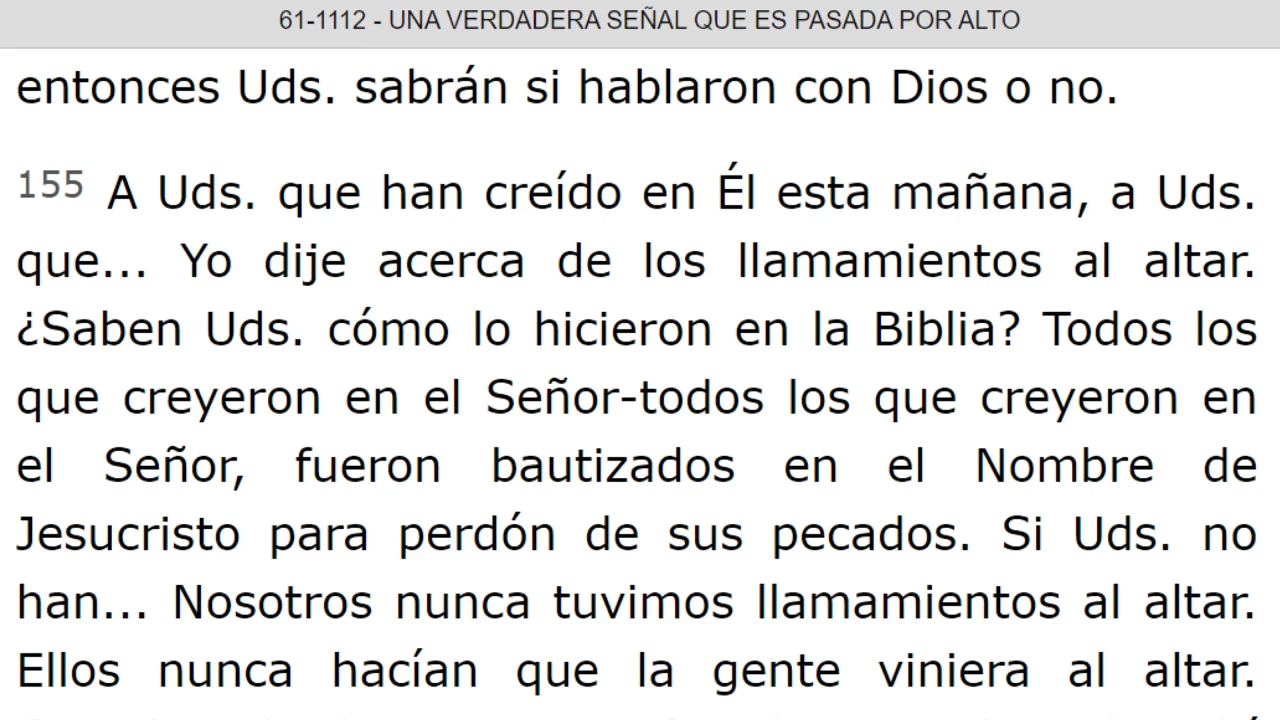 61-1112 - UNA VERDADERA SEÑAL QUE ES PASADA POR ALTO
entonces Uds. sabrán si hablaron con Dios o no.
155 A Uds. que han creído en Él esta mañana, a Uds.
que... Yo dije acerca de los llamamientos al altar.
¿Saben Uds. cómo lo hicieron en la Biblia? Todos los
que creyeron en el Señor-todos los que creyeron en
el Señor, fueron bautizados en el Nombre de
Jesucristo para perdón de sus pecados. Si Uds. no
han... Nosotros nunca tuvimos llamamientos al altar.
Ellos nunca hacían que la gente viniera al altar.